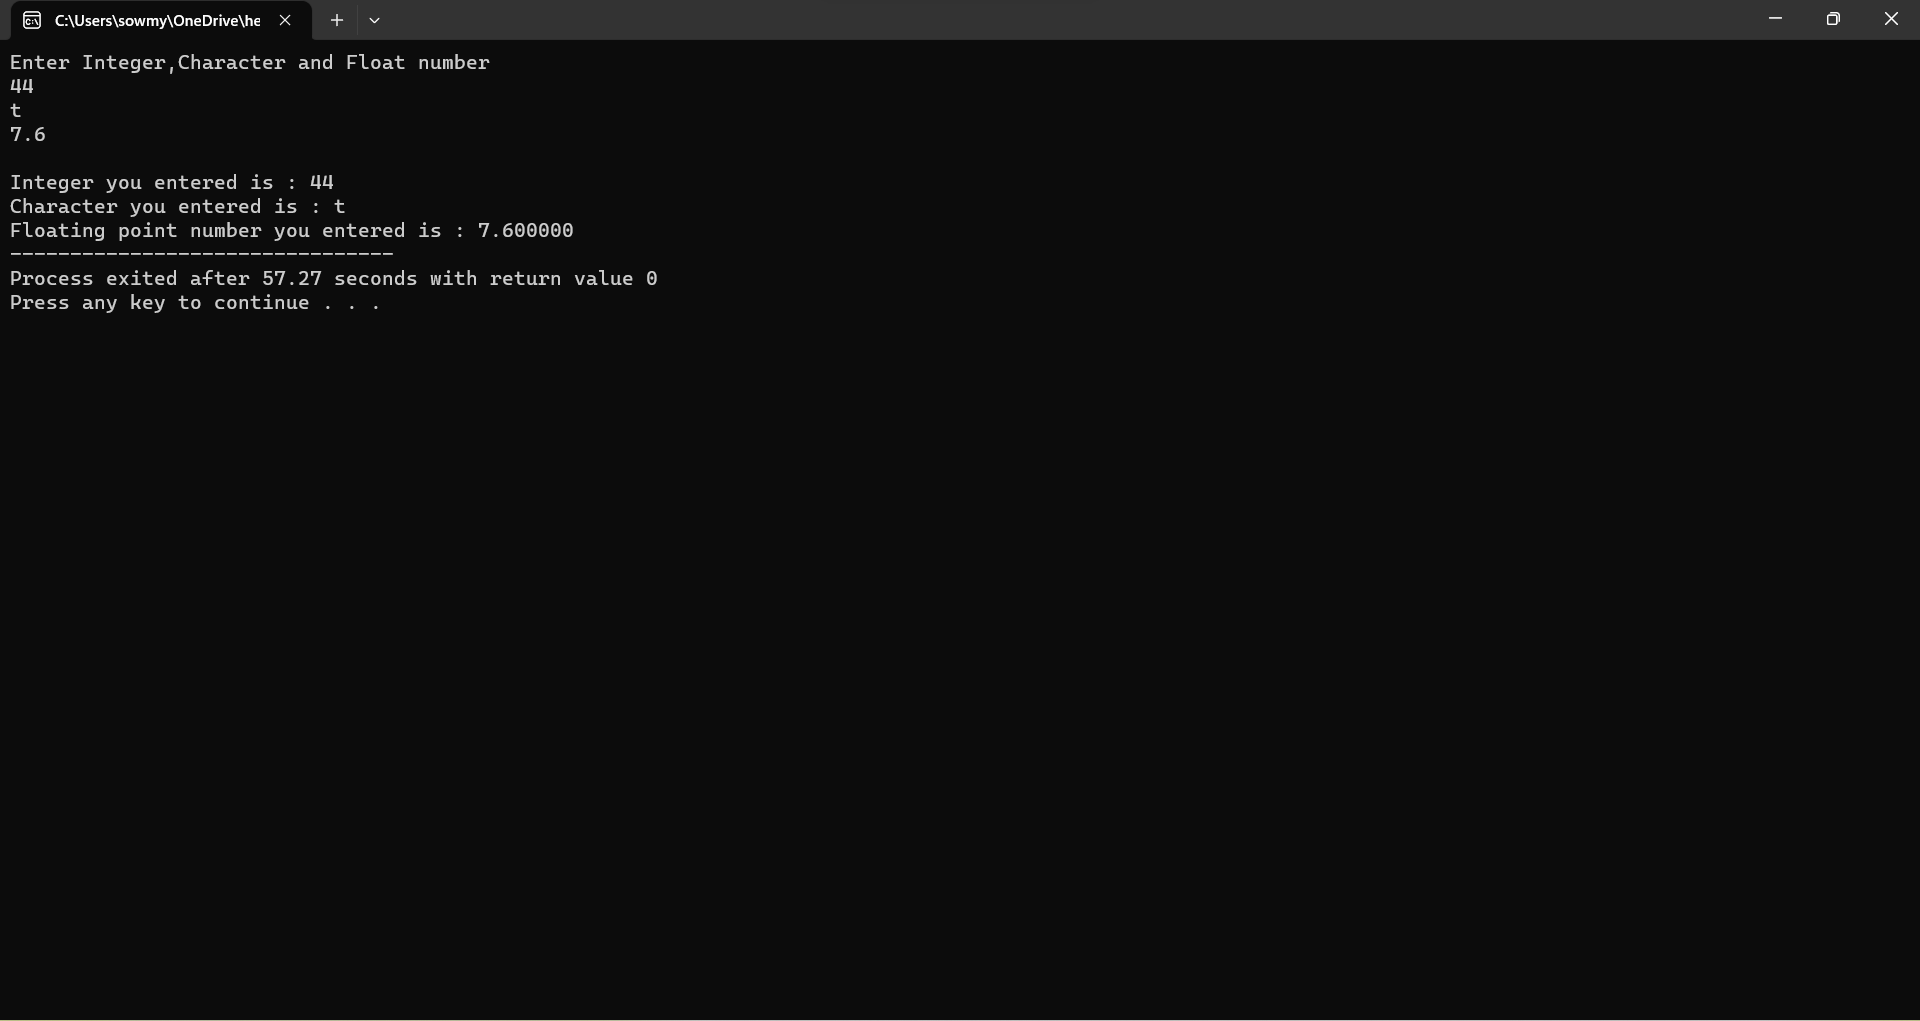 C:\Users\sowmy\OneDrive\he
Enter Integer,Character and Float number
44
t
7.6
Integer you entered is : 44
Character you entered is : t
Floating point number you entered is : 7.600000
--------------------------------
Process exited after 57.27 seconds with return value 0
Press any key to continue . . .